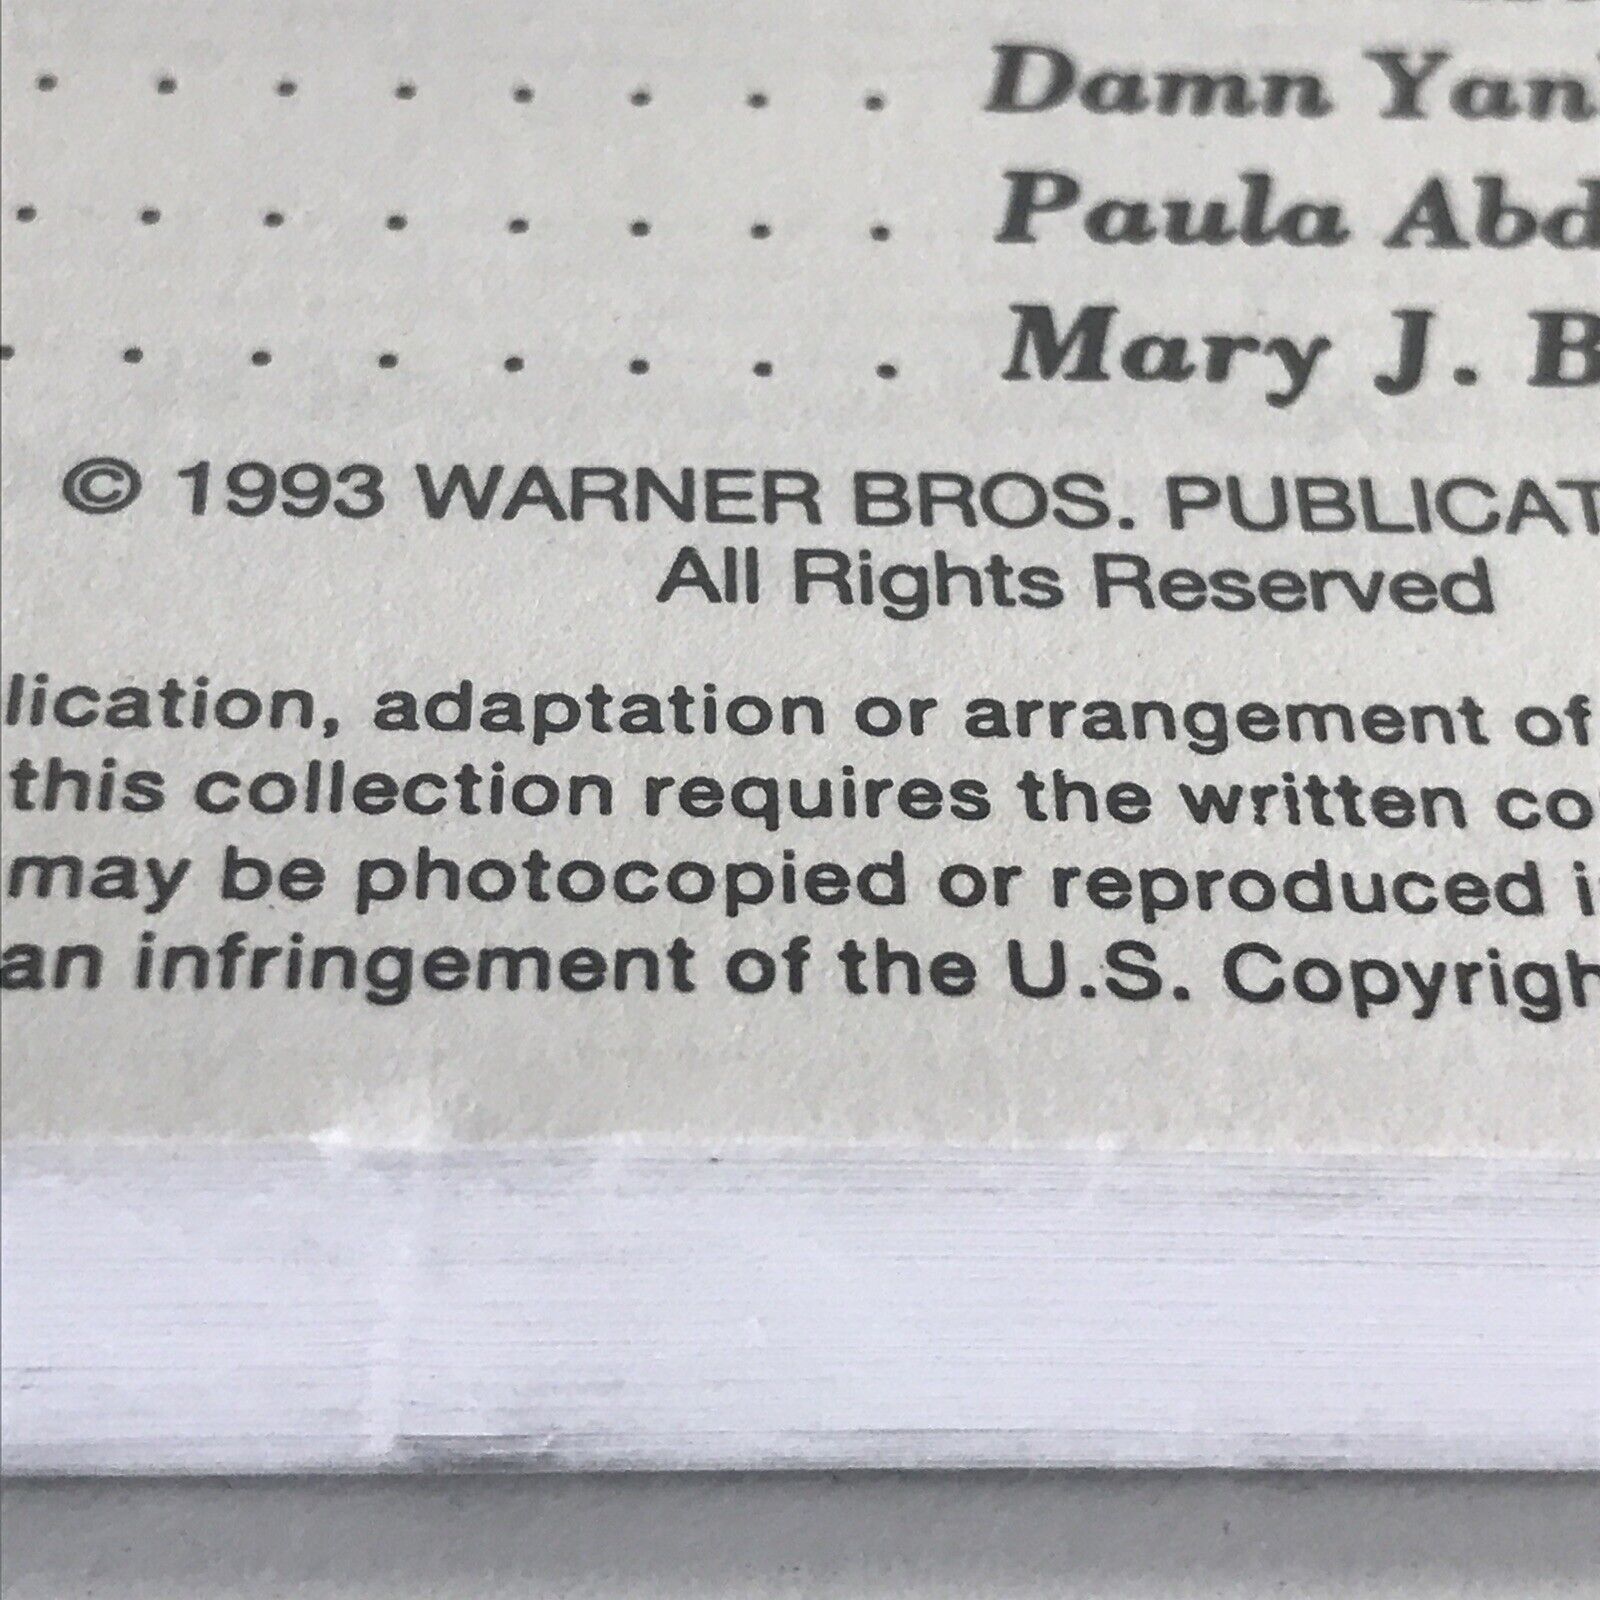 . . . . . . . . Damn Yan
. . . . . . . . Paula Abd
. . . . . . . . Mary J. B
© 1993 WARNER BROS. PUBLICAT
All Rights Reserved
lication, adaptation or arrangement of
this collection requires the written co
may be photocopied or reproduced i
an infringement of the U.S. Copyrigh